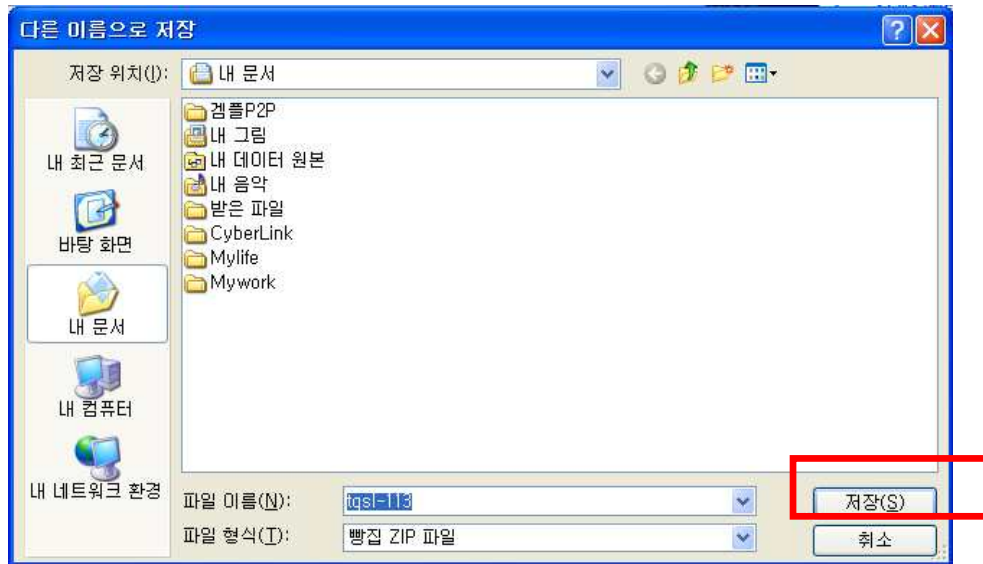 다른 이름으로 저장
저장 위치(I):
내 문서
내 최근 문서
바탕 화면
내 문서
내 컴퓨터
내 네트워크 환경
겜플P2P
내 그림
내 데이터 원본
내 음악
받은 파일
CyberLink
Mylife
Mywork
파일 이름(N):
tqsl-113
저장(S)
파일 형식(T):
빵집 ZIP 파일
취소